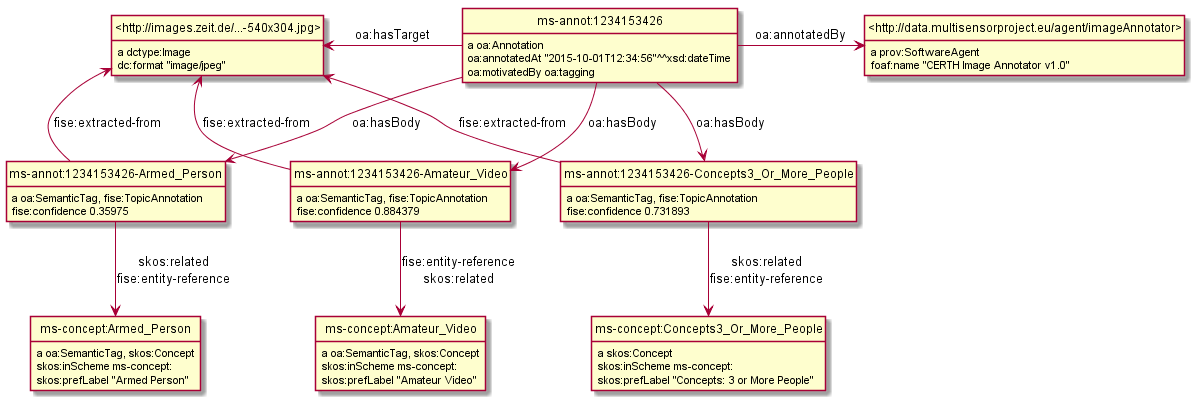 <http://images.zeit.de/...-540x304.jpg>
a dctype:Image
dc:format "image/jpeg"
oa:hasTarget
ms-annot:1234153426
a oa:Annotation
oa:annotatedAt "2015-10-01T12:34:56"^^xsd:dateTime
oa:motivatedBy oa:tagging
oa:annotatedBy
<http://data.multisensorproject.eu/agent/imageAnnotator>
a prov:SoftwareAgent
foaf:name "CERTH Image Annotator v1.0"
fise:extracted-from
fise:extracted-from
oa:hasBody
fise:extracted-from
oa:hasBody
oa:hasBody
ms-annot:1234153426-Armed_Person
a oa:SemanticTag, fise:TopicAnnotation
fise:confidence 0.35975
ms-annot:1234153426-Amateur_Video
a oa:SemanticTag, fise:TopicAnnotation
fise:confidence 0.884379
ms-annot:1234153426-Concepts3_Or_More_People
a oa:SemanticTag, fise:TopicAnnotation
fise:confidence 0.731893
skos:related
fise:entity-reference
fise:entity-reference
skos:related
skos:related
fise:entity-reference
ms-concept:Armed_Person
a oa:SemanticTag, skos:Concept
skos:inScheme ms-concept:
skos:prefLabel "Armed Person"
ms-concept:Amateur_Video
a oa:SemanticTag, skos:Concept
skos:inScheme ms-concept:
skos:prefLabel "Amateur Video"
ms-concept:Concepts3_Or_More_People
a skos:Concept
skos:inScheme ms-concept:
skos:prefLabel "Concepts: 3 or More People"